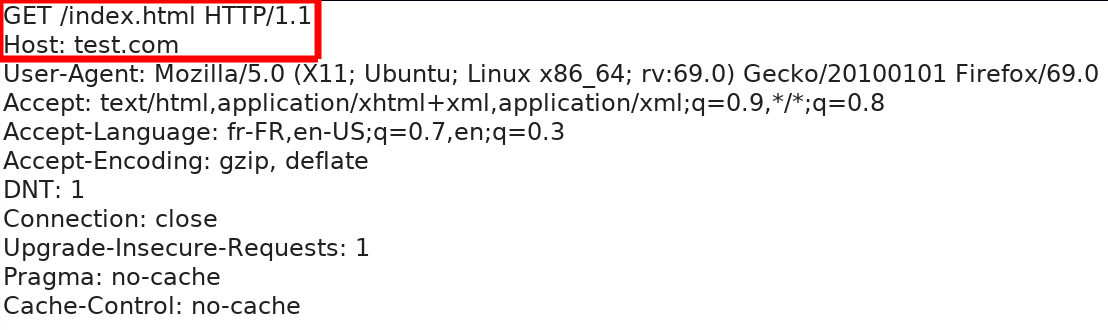 GET /index.html HTTP/1.1
Host: test.com
User-Agent: Mozilla/5.0 (X11; Ubuntu; Linux x86_64; rv:69.0) Gecko/20100101 Firefox/69.0
Accept: text/html,application/xhtml+xml,application/xml;q=0.9,*/*;q=0.8
Accept-Language: fr-FR,en-US;q=0.7,en;q=0.3
Accept-Encoding: gzip, deflate
DNT: 1
Connection: close
Upgrade-Insecure-Requests: 1
Pragma: no-cache
Cache-Control: no-cache